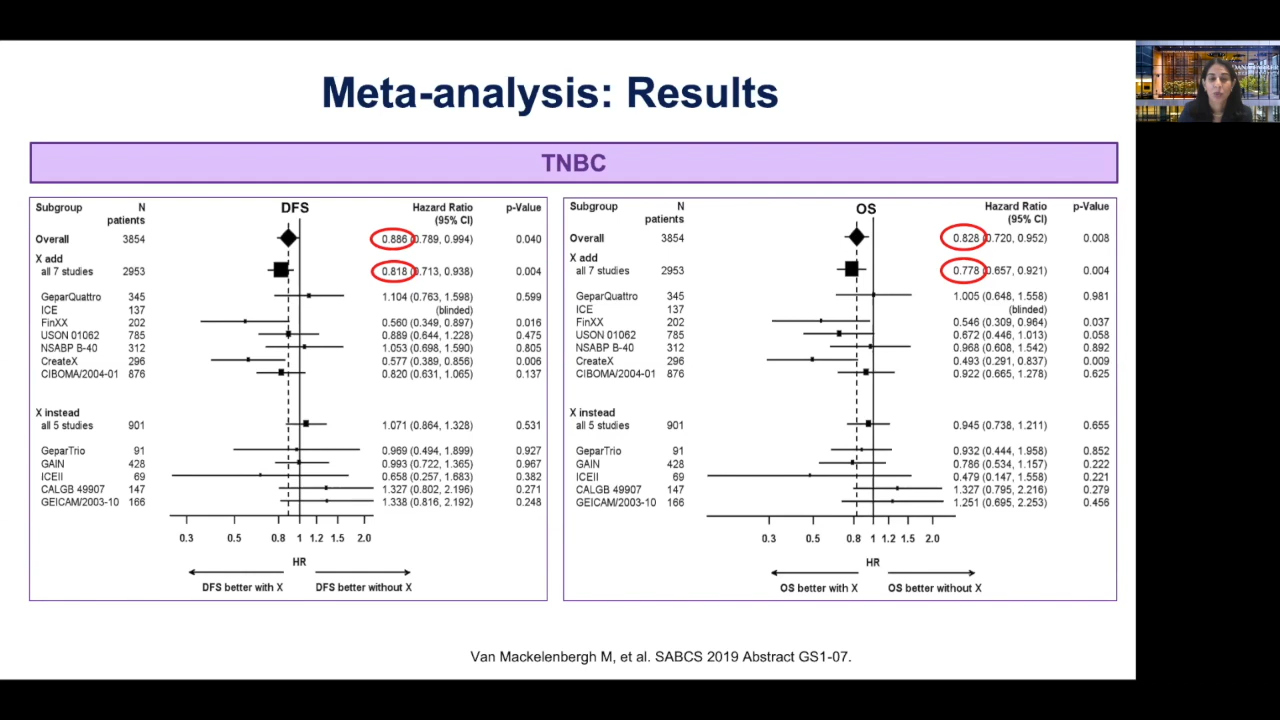 Meta-analysis: Results
TNBC
Subgroup N patients DFS Hazard Ratio (95% CI) p-Value
Overall 3854 0.886 (0.789, 0.994) 0.040
X add
all 7 studies 2953 0.818 (0.713, 0.938) 0.004
GeparQuattro 345 1.104 (0.763, 1.598) 0.599
ICE 137 (blinded)
FinXX 202 0.560 (0.349, 0.897) 0.016
USON 01062 785 0.889 (0.644, 1.228) 0.475
NSABP B-40 312 1.053 (0.698, 1.590) 0.805
CreateX 296 0.577 (0.389, 0.856) 0.006
CIBOMA/2004-01 876 0.820 (0.631, 1.065) 0.137
X instead
all 5 studies 901 1.071 (0.864, 1.328) 0.531
GeparTrio 91 0.969 (0.494, 1.899) 0.927
GAIN 428 0.993 (0.722, 1.365) 0.967
ICEII 69 0.658 (0.257, 1.683) 0.382
CALGB 49907 147 1.327 (0.802, 2.196) 0.271
GEICAM/2003-10 166 1.338 (0.816, 2.192) 0.248
0.3 0.5 0.8 1 1.2 1.5 2.0
HR
DFS better with X DFS better without X
Subgroup N patients OS Hazard Ratio (95% CI) p-Value
Overall 3854 0.828 (0.720, 0.952) 0.008
X add
all 7 studies 2953 0.778 (0.657, 0.921) 0.004
GeparQuattro 345 1.005 (0.648, 1.558) 0.981
ICE 137 (blinded)
FinXX 202 0.546 (0.309, 0.964) 0.037
USON 01062 785 0.672 (0.446, 1.013) 0.058
NSABP B-40 312 0.968 (0.608, 1.542) 0.892
CreateX 296 0.493 (0.291, 0.837) 0.009
CIBOMA/2004-01 876 0.922 (0.665, 1.278) 0.625
X instead
all 5 studies 901 0.945 (0.738, 1.211) 0.655
GeparTrio 91 0.932 (0.444, 1.958) 0.852
GAIN 428 0.786 (0.534, 1.157) 0.222
ICEII 69 0.479 (0.147, 1.558) 0.221
CALGB 49907 147 1.327 (0.795, 2.216) 0.279
GEICAM/2003-10 166 1.251 (0.695, 2.253) 0.456
0.3 0.5 0.8 1 1.2 1.5 2.0
HR
OS better with X OS better without X
Van Mackelenbergh M, et al. SABCS 2019 Abstract GS1-07.